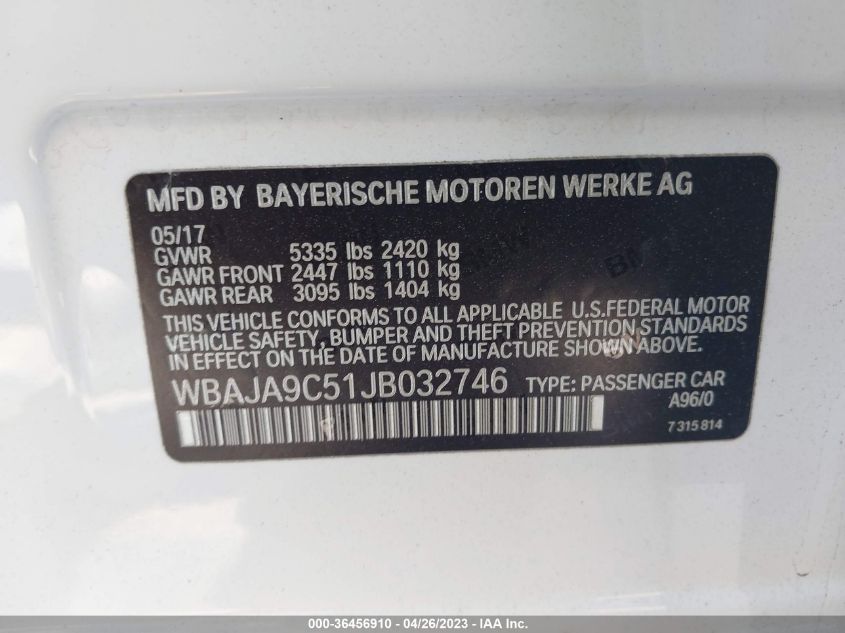 MFD BY BAYERISCHE MOTOREN WERKE AG
05/17
GVWR 5335 lbs 2420 kg
GAWR FRONT 2447 lbs 1110 kg
GAWR REAR 3095 lbs 1404 kg
THIS VEHICLE CONFORMS TO ALL APPLICABLE U.S.FEDERAL MOTOR
VEHICLE SAFETY, BUMPER AND THEFT PREVENTION STANDARDS
IN EFFECT ON THE DATE OF MANUFACTURE SHOWN ABOVE.
WBAJA9C51JB032746 TYPE: PASSENGER CAR
A96/0
7 315 814
000-36456910 - 04/26/2023 - IAA Inc.